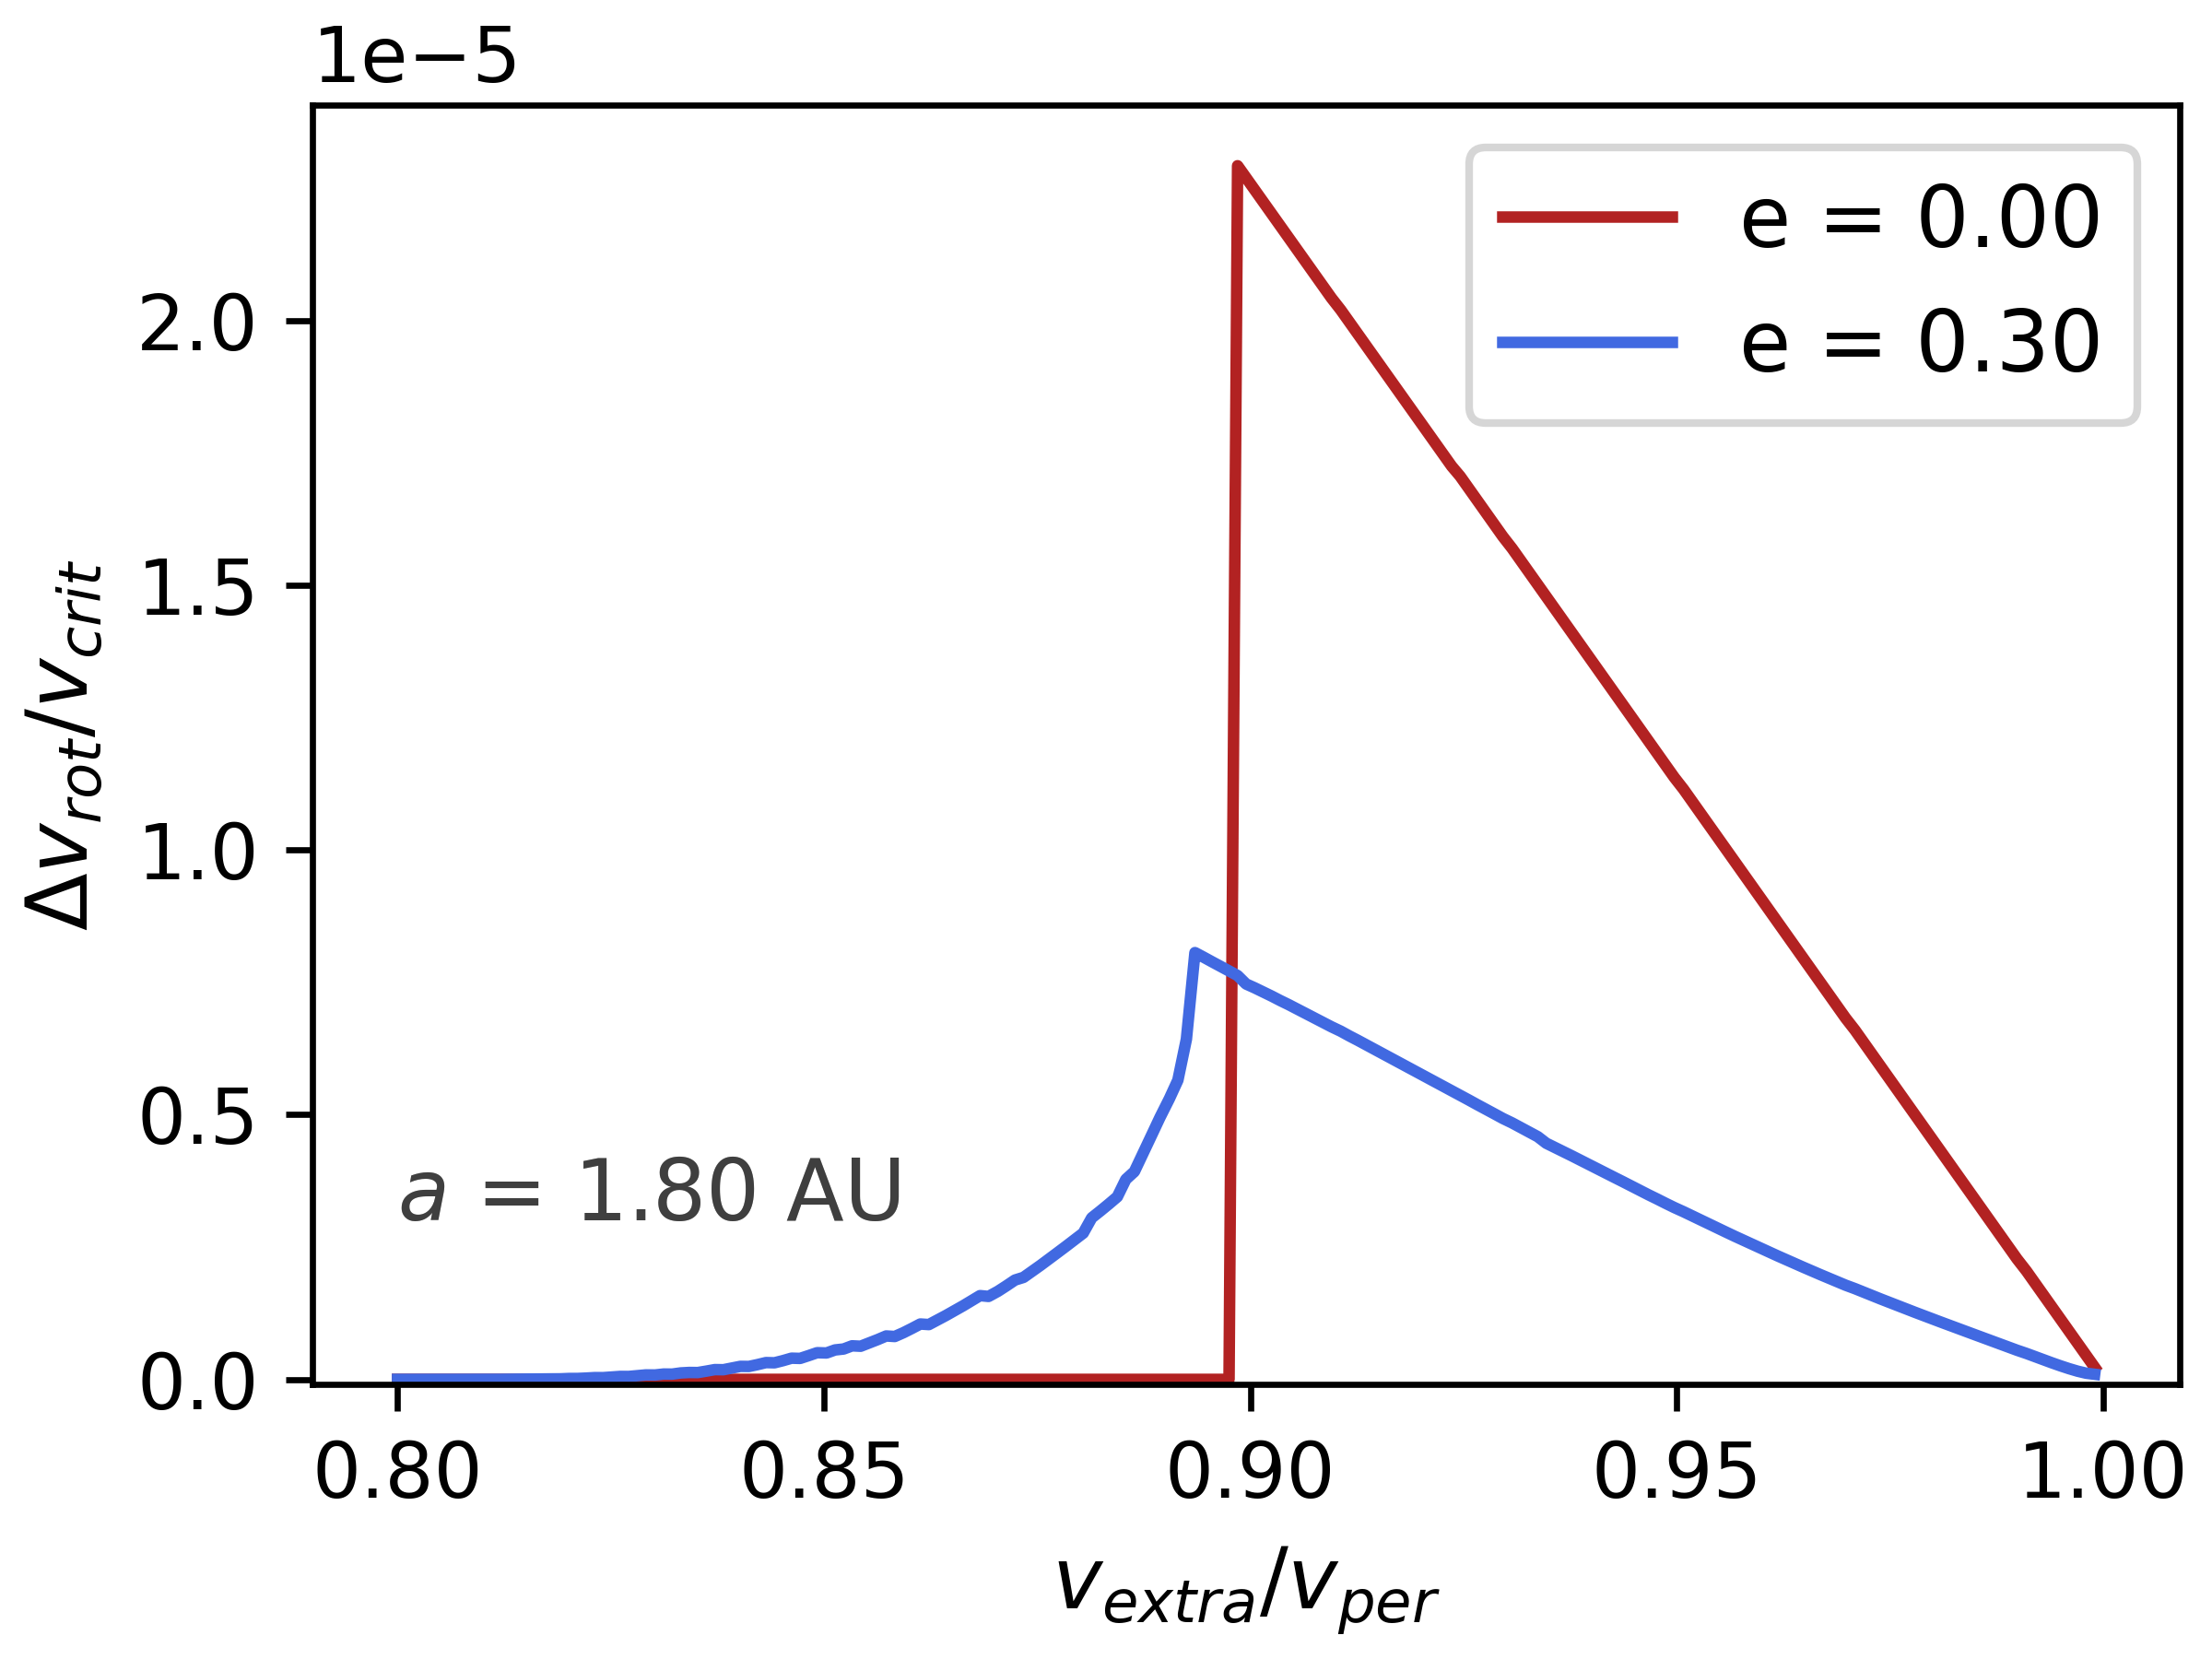 1e−5
e = 0.00
e = 0.30
2.0
1.5
1.0
0.5
0.0
Δv_rot/v_crit
a = 1.80 AU
0.80 0.85 0.90 0.95 1.00
v_extra/v_per